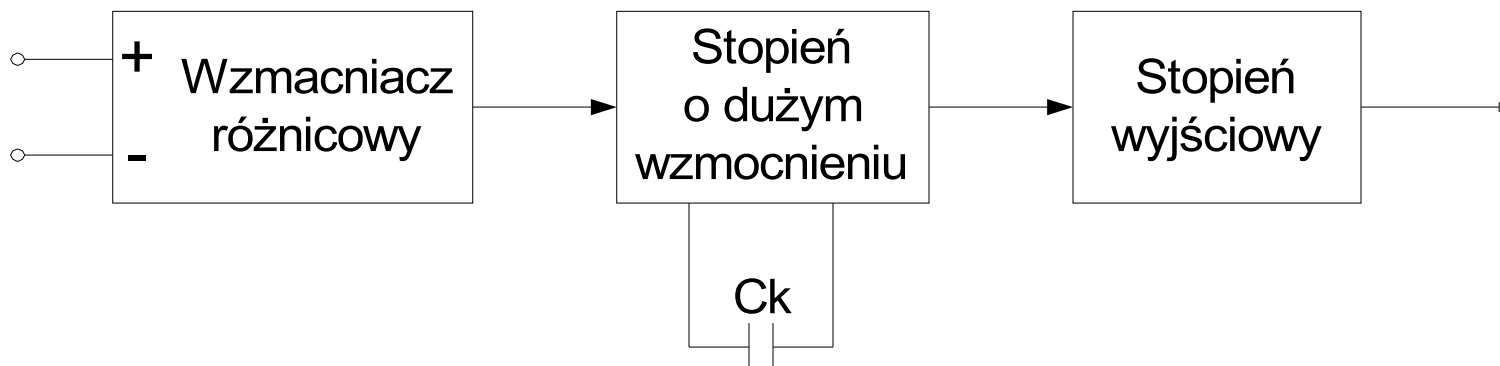 +
-
Wzmacniacz
różnicowy
Stopień
o dużym
wzmocnieniu
Stopień
wyjściowy
Ck